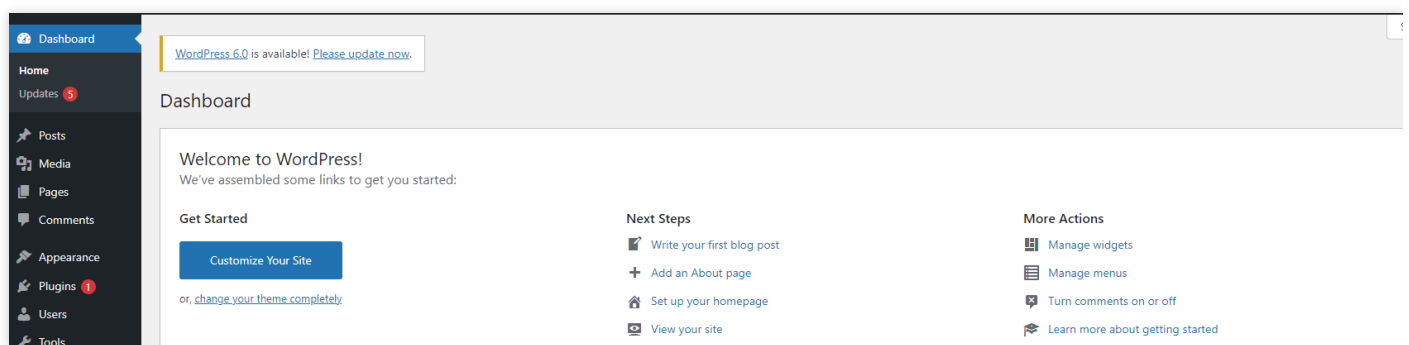 Dashboard
Home
Updates 5
Posts
Media
Pages
Comments
Appearance
Plugins 1
Users
Tools
WordPress 6.0 is available! Please update now.
Dashboard
Welcome to WordPress!
We've assembled some links to get you started:
Get Started
Customize Your Site
or, change your theme completely
Next Steps
Write your first blog post
Add an About page
Set up your homepage
View your site
More Actions
Manage widgets
Manage menus
Turn comments on or off
Learn more about getting started